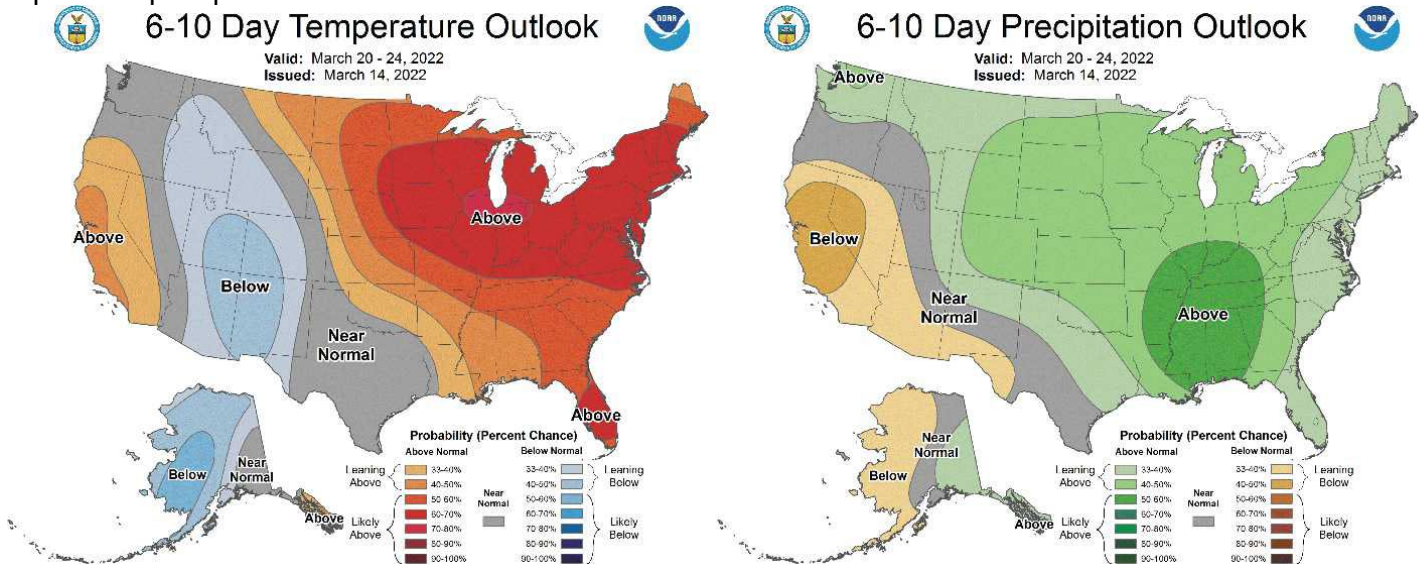 6-10 Day Temperature Outlook
Valid: March 20 - 24, 2022
Issued: March 14, 2022
NOAA
Above
Below
Near
Normal
Above
Above
Below
Near
Normal
Above
Probability (Percent Chance)
Above Normal
Below Normal
Leaning
Above
33-40%
40-50%
Likely
Above
50-60%
60-70%
70-80%
80-90%
90-100%
Near
Normal
33-40%
40-50%
50-60%
60-70%
70-80%
80-90%
90-100%
Leaning
Below
Likely
Below
6-10 Day Precipitation Outlook
Valid: March 20 - 24, 2022
Issued: March 14, 2022
NOAA
Above
Below
Near
Normal
Above
Below
Near
Normal
Above
Probability (Percent Chance)
Above Normal
Below Normal
Leaning
Above
33-40%
40-50%
Likely
Above
50-60%
60-70%
70-80%
80-90%
90-100%
Near
Normal
33-40%
40-50%
50-60%
60-70%
70-80%
80-90%
90-100%
Leaning
Below
Likely
Below